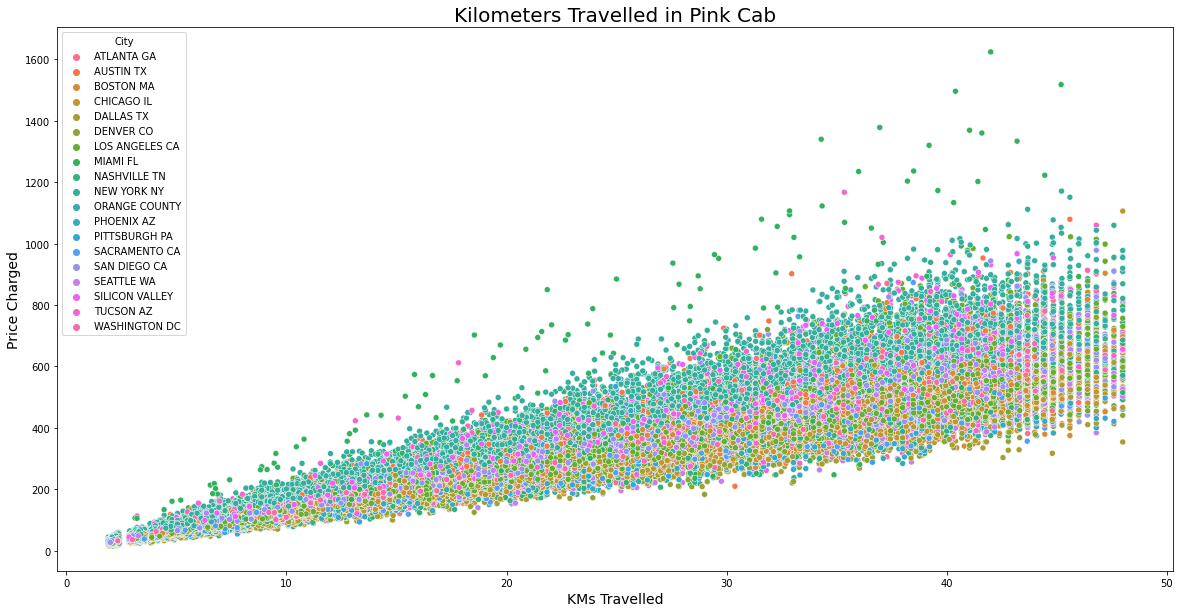 Kilometers Travelled in Pink Cab
City
ATLANTA GA
AUSTIN TX
BOSTON MA
CHICAGO IL
DALLAS TX
DENVER CO
LOS ANGELES CA
MIAMI FL
NASHVILLE TN
NEW YORK NY
ORANGE COUNTY
PHOENIX AZ
PITTSBURGH PA
SACRAMENTO CA
SAN DIEGO CA
SEATTLE WA
SILICON VALLEY
TUCSON AZ
WASHINGTON DC
Price Charged
1600
1400
1200
1000
800
600
400
200
0
0 10 20 30 40 50
KMs Travelled